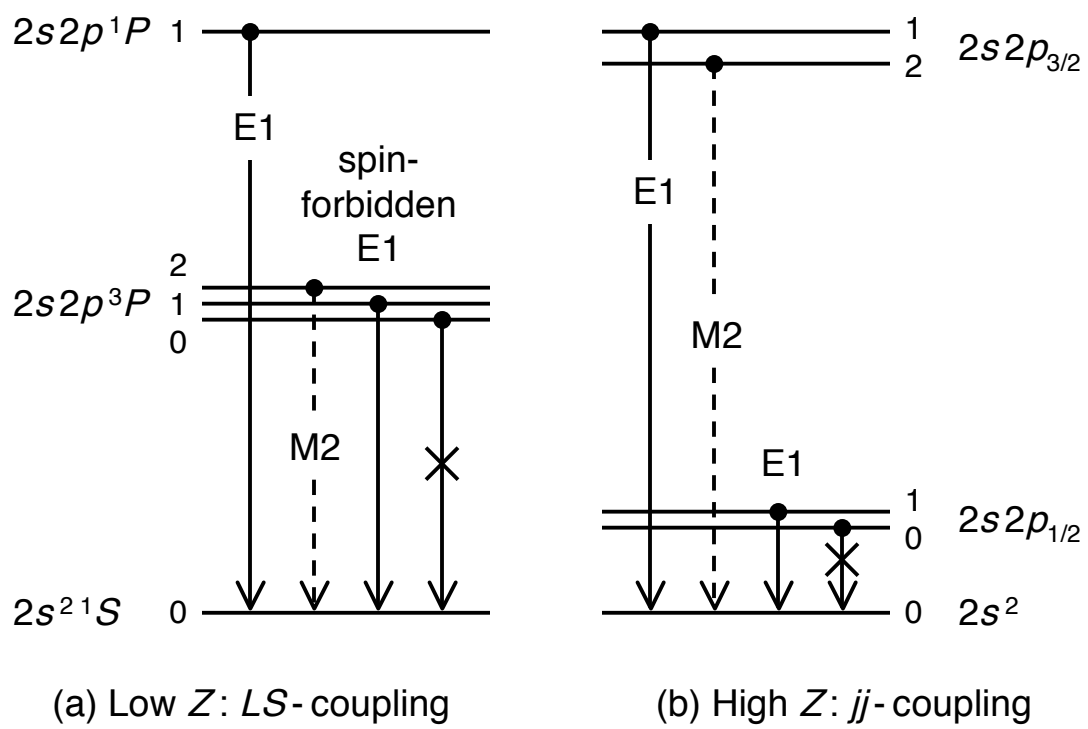 2s2p ¹P 1
E1
spin-
forbidden
E1
2
2s2p ³P 1
0
M2
2s² ¹S 0
(a) Low Z: LS-coupling
1 2s2p₃/₂
2
E1
M2
E1
1 2s2p₁/₂
0
0 2s²
(b) High Z: jj-coupling